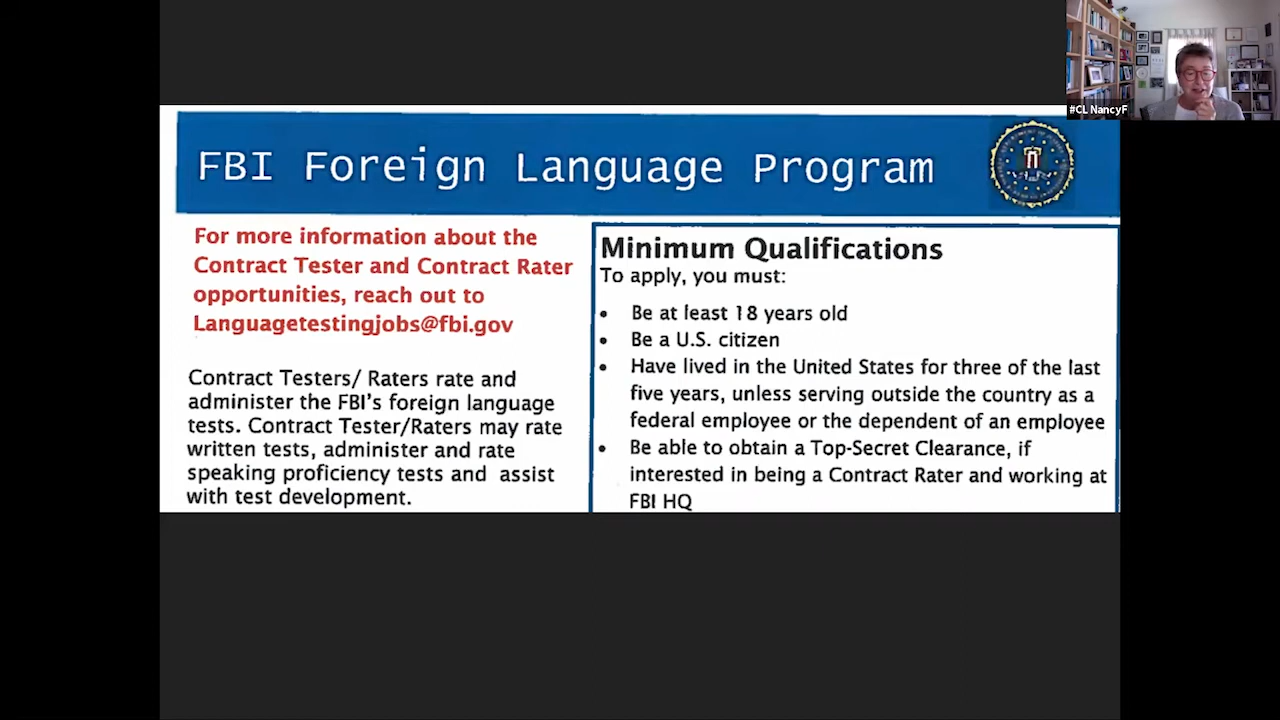 #CL NancyF
FBI Foreign Language Program
For more information about the
Contract Tester and Contract Rater
opportunities, reach out to
Languagetestingjobs@fbi.gov
Contract Testers/ Raters rate and
administer the FBI's foreign language
tests. Contract Tester/Raters may rate
written tests, administer and rate
speaking proficiency tests and assist
with test development.
Minimum Qualifications
To apply, you must:
• Be at least 18 years old
• Be a U.S. citizen
• Have lived in the United States for three of the last
five years, unless serving outside the country as a
federal employee or the dependent of an employee
• Be able to obtain a Top-Secret Clearance, if
interested in being a Contract Rater and working at
FBI HQ